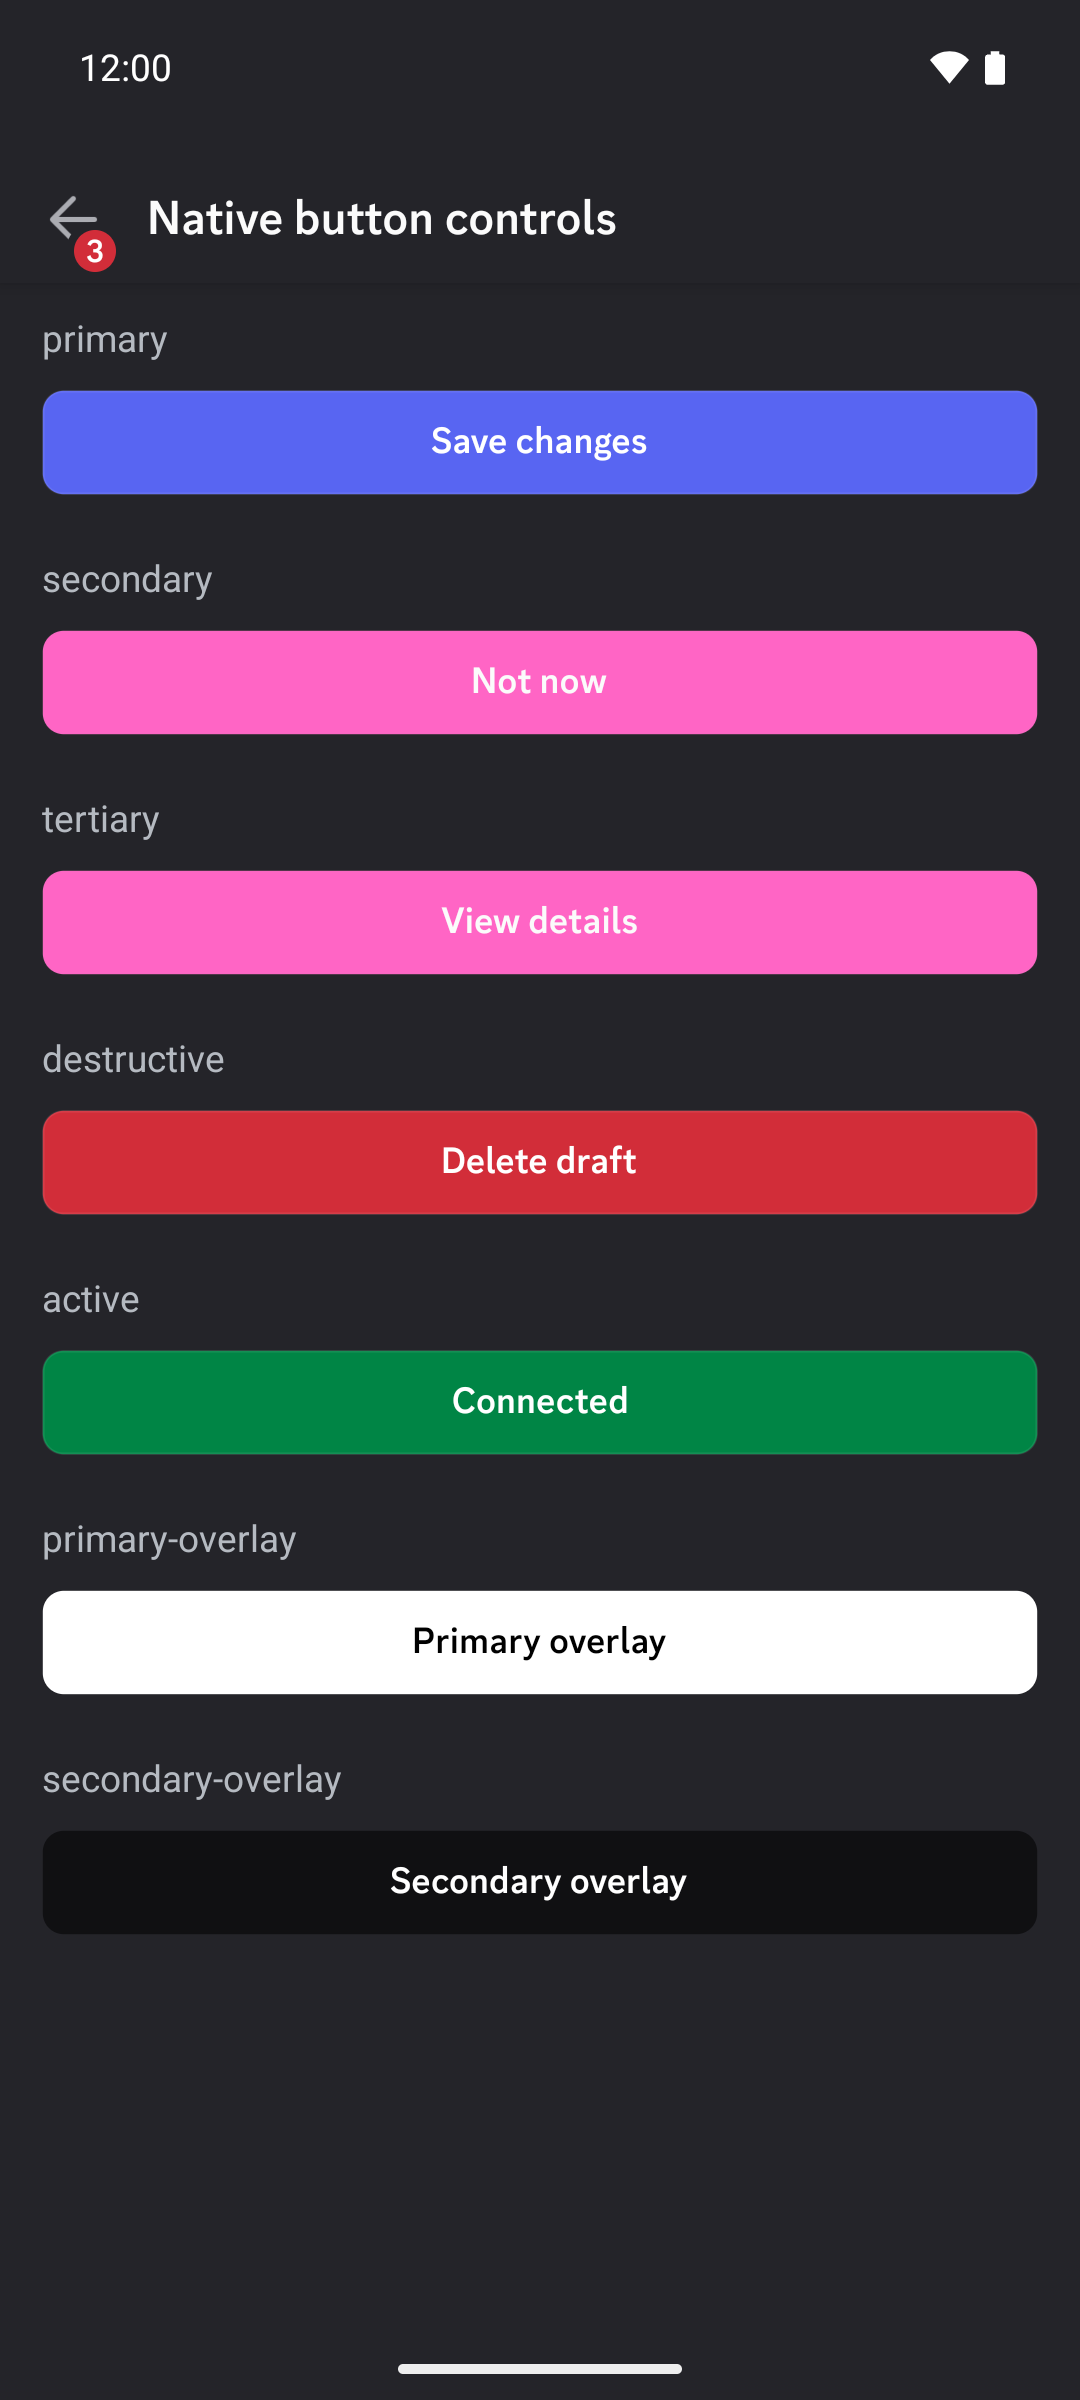 12:00
Native button controls
3
primary
Save changes
secondary
Not now
tertiary
View details
destructive
Delete draft
active
Connected
primary-overlay
Primary overlay
secondary-overlay
Secondary overlay